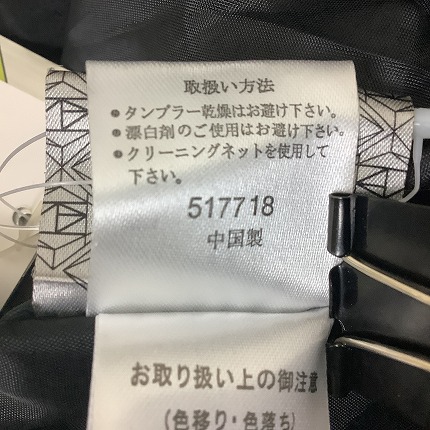 取扱い方法
●タンブラー乾燥はお避け下さい。
●漂白剤のご使用はお避け下さい。
●クリーニングネットを使用して
下さい。
517718
中国製
お取り扱い上の御注意
(色移り・色落ち)